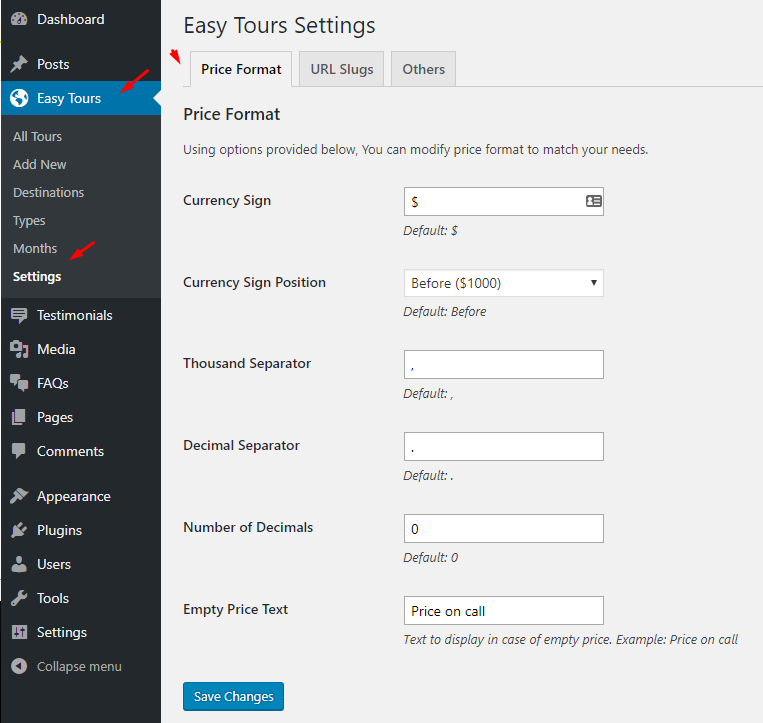 Dashboard
Posts
Easy Tours
All Tours
Add New
Destinations
Types
Months
Settings
Testimonials
Media
FAQs
Pages
Comments
Appearance
Plugins
Users
Tools
Settings
Collapse menu
Easy Tours Settings
Price Format URL Slugs Others
Price Format
Using options provided below, You can modify price format to match your needs.
Currency Sign $
Default: $
Currency Sign Position Before ($1000)
Default: Before
Thousand Separator ,
Default: ,
Decimal Separator .
Default: .
Number of Decimals 0
Default: 0
Empty Price Text Price on call
Text to display in case of empty price. Example: Price on call
Save Changes